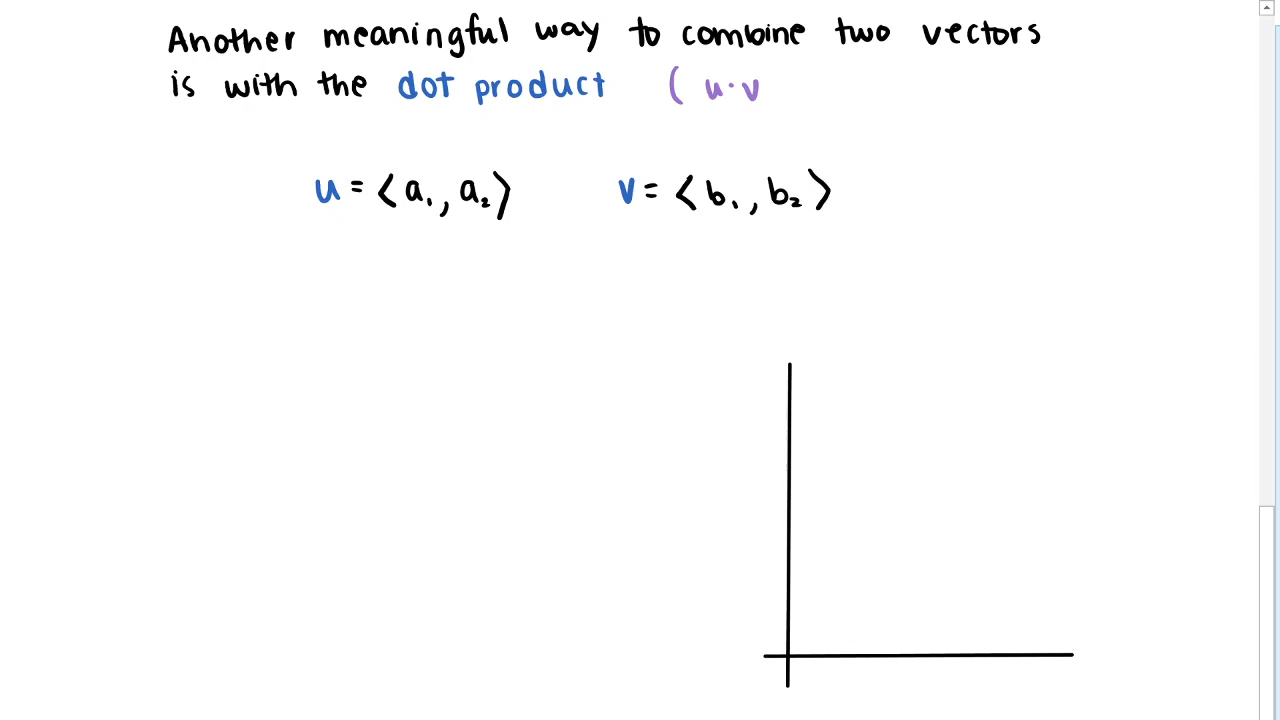 Another meaningful way to combine two vectors
is with the dot product ( u·v
u = ⟨a₁, a₂⟩ v = ⟨b₁, b₂⟩